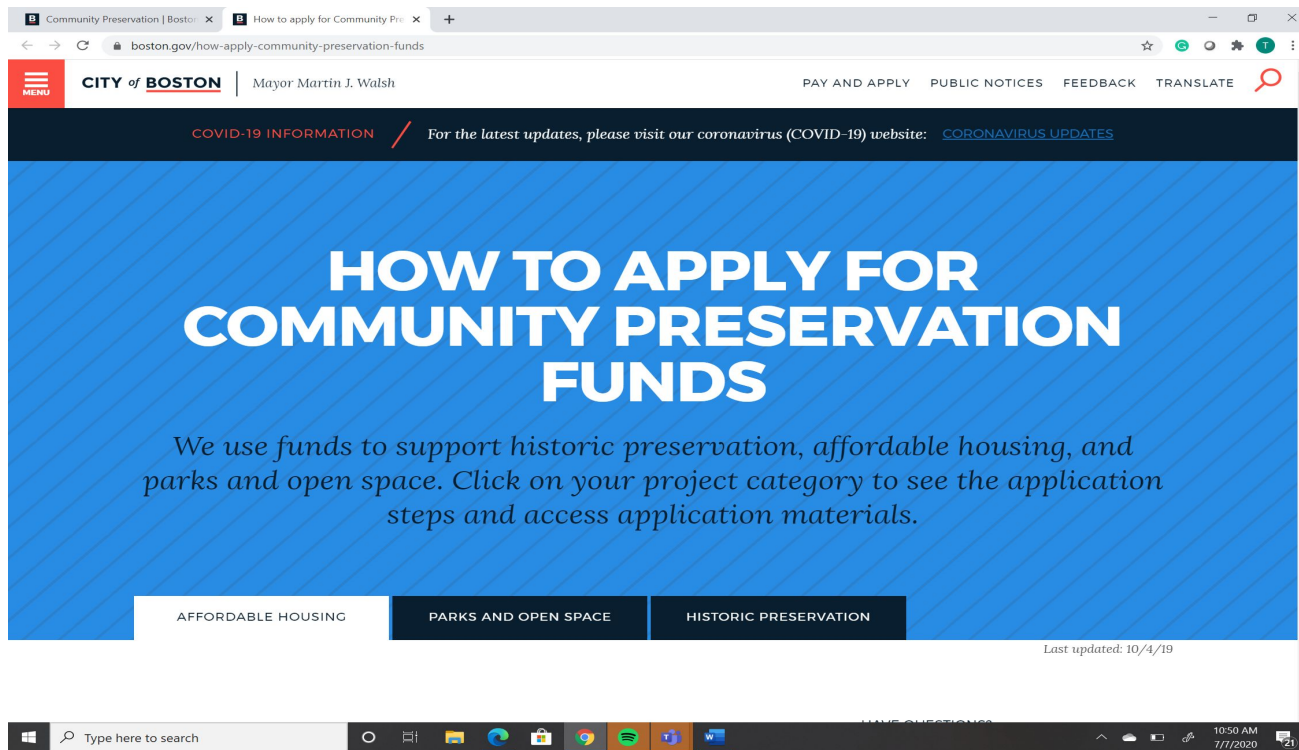 Community Preservation | Boston
How to apply for Community Pre
boston.gov/how-apply-community-preservation-funds
MENU
CITY of BOSTON
Mayor Martin J. Walsh
PAY AND APPLY
PUBLIC NOTICES
FEEDBACK
TRANSLATE
COVID-19 INFORMATION
For the latest updates, please visit our coronavirus (COVID-19) website: CORONAVIRUS UPDATES
HOW TO APPLY FOR
COMMUNITY PRESERVATION
FUNDS
We use funds to support historic preservation, affordable housing, and
parks and open space. Click on your project category to see the application
steps and access application materials.
AFFORDABLE HOUSING
PARKS AND OPEN SPACE
HISTORIC PRESERVATION
Last updated: 10/4/19
HAVE QUESTIONS?
Type here to search
10:50 AM
7/7/2020
21